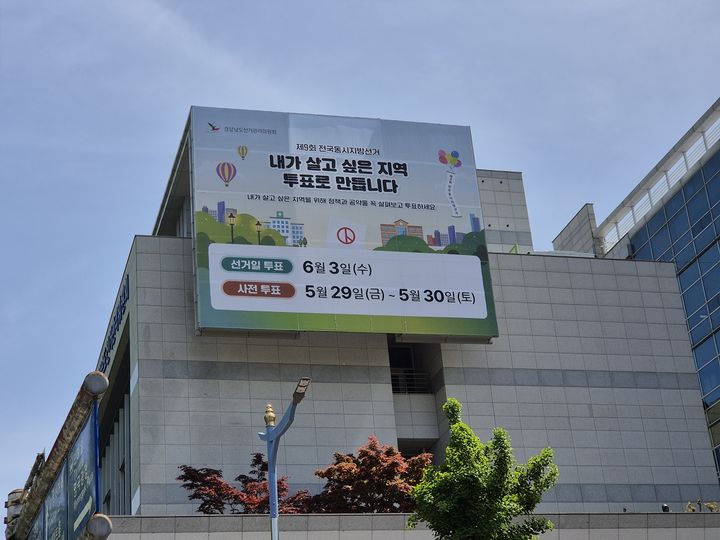 경상남도선거관리위원회
제9회 전국동시지방선거
내가 살고 싶은 지역
투표로 만듭니다
내가 살고 싶은 지역을 위해 정책과 공약을 꼭 살펴보고 투표하세요
선거일 투표 6월 3일(수)
사전 투표 5월 29일(금) ~ 5월 30일(토)